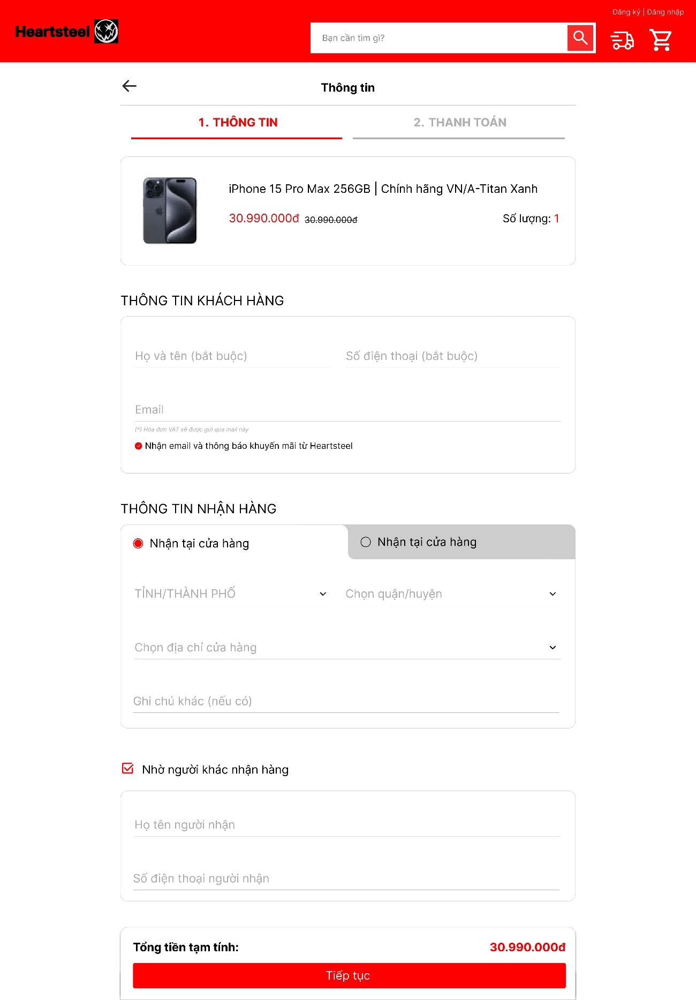 Đăng ký | Đăng nhập
Heartsteel
Bạn cần tìm gì?
Thông tin
1. THÔNG TIN
2. THANH TOÁN
iPhone 15 Pro Max 256GB | Chính hãng VN/A-Titan Xanh
30.990.000đ 30.990.000đ
Số lượng: 1
THÔNG TIN KHÁCH HÀNG
Họ và tên (bắt buộc)
Số điện thoại (bắt buộc)
Email
(*) Hóa đơn VAT sẽ được gửi qua mail này
Nhận email và thông báo khuyến mãi từ Heartsteel
THÔNG TIN NHẬN HÀNG
Nhận tại cửa hàng
Nhận tại cửa hàng
TỈNH/THÀNH PHỐ
Chọn quận/huyện
Chọn địa chỉ cửa hàng
Ghi chú khác (nếu có)
Nhờ người khác nhận hàng
Họ tên người nhận
Số điện thoại người nhận
Tổng tiền tạm tính:
30.990.000đ
Tiếp tục